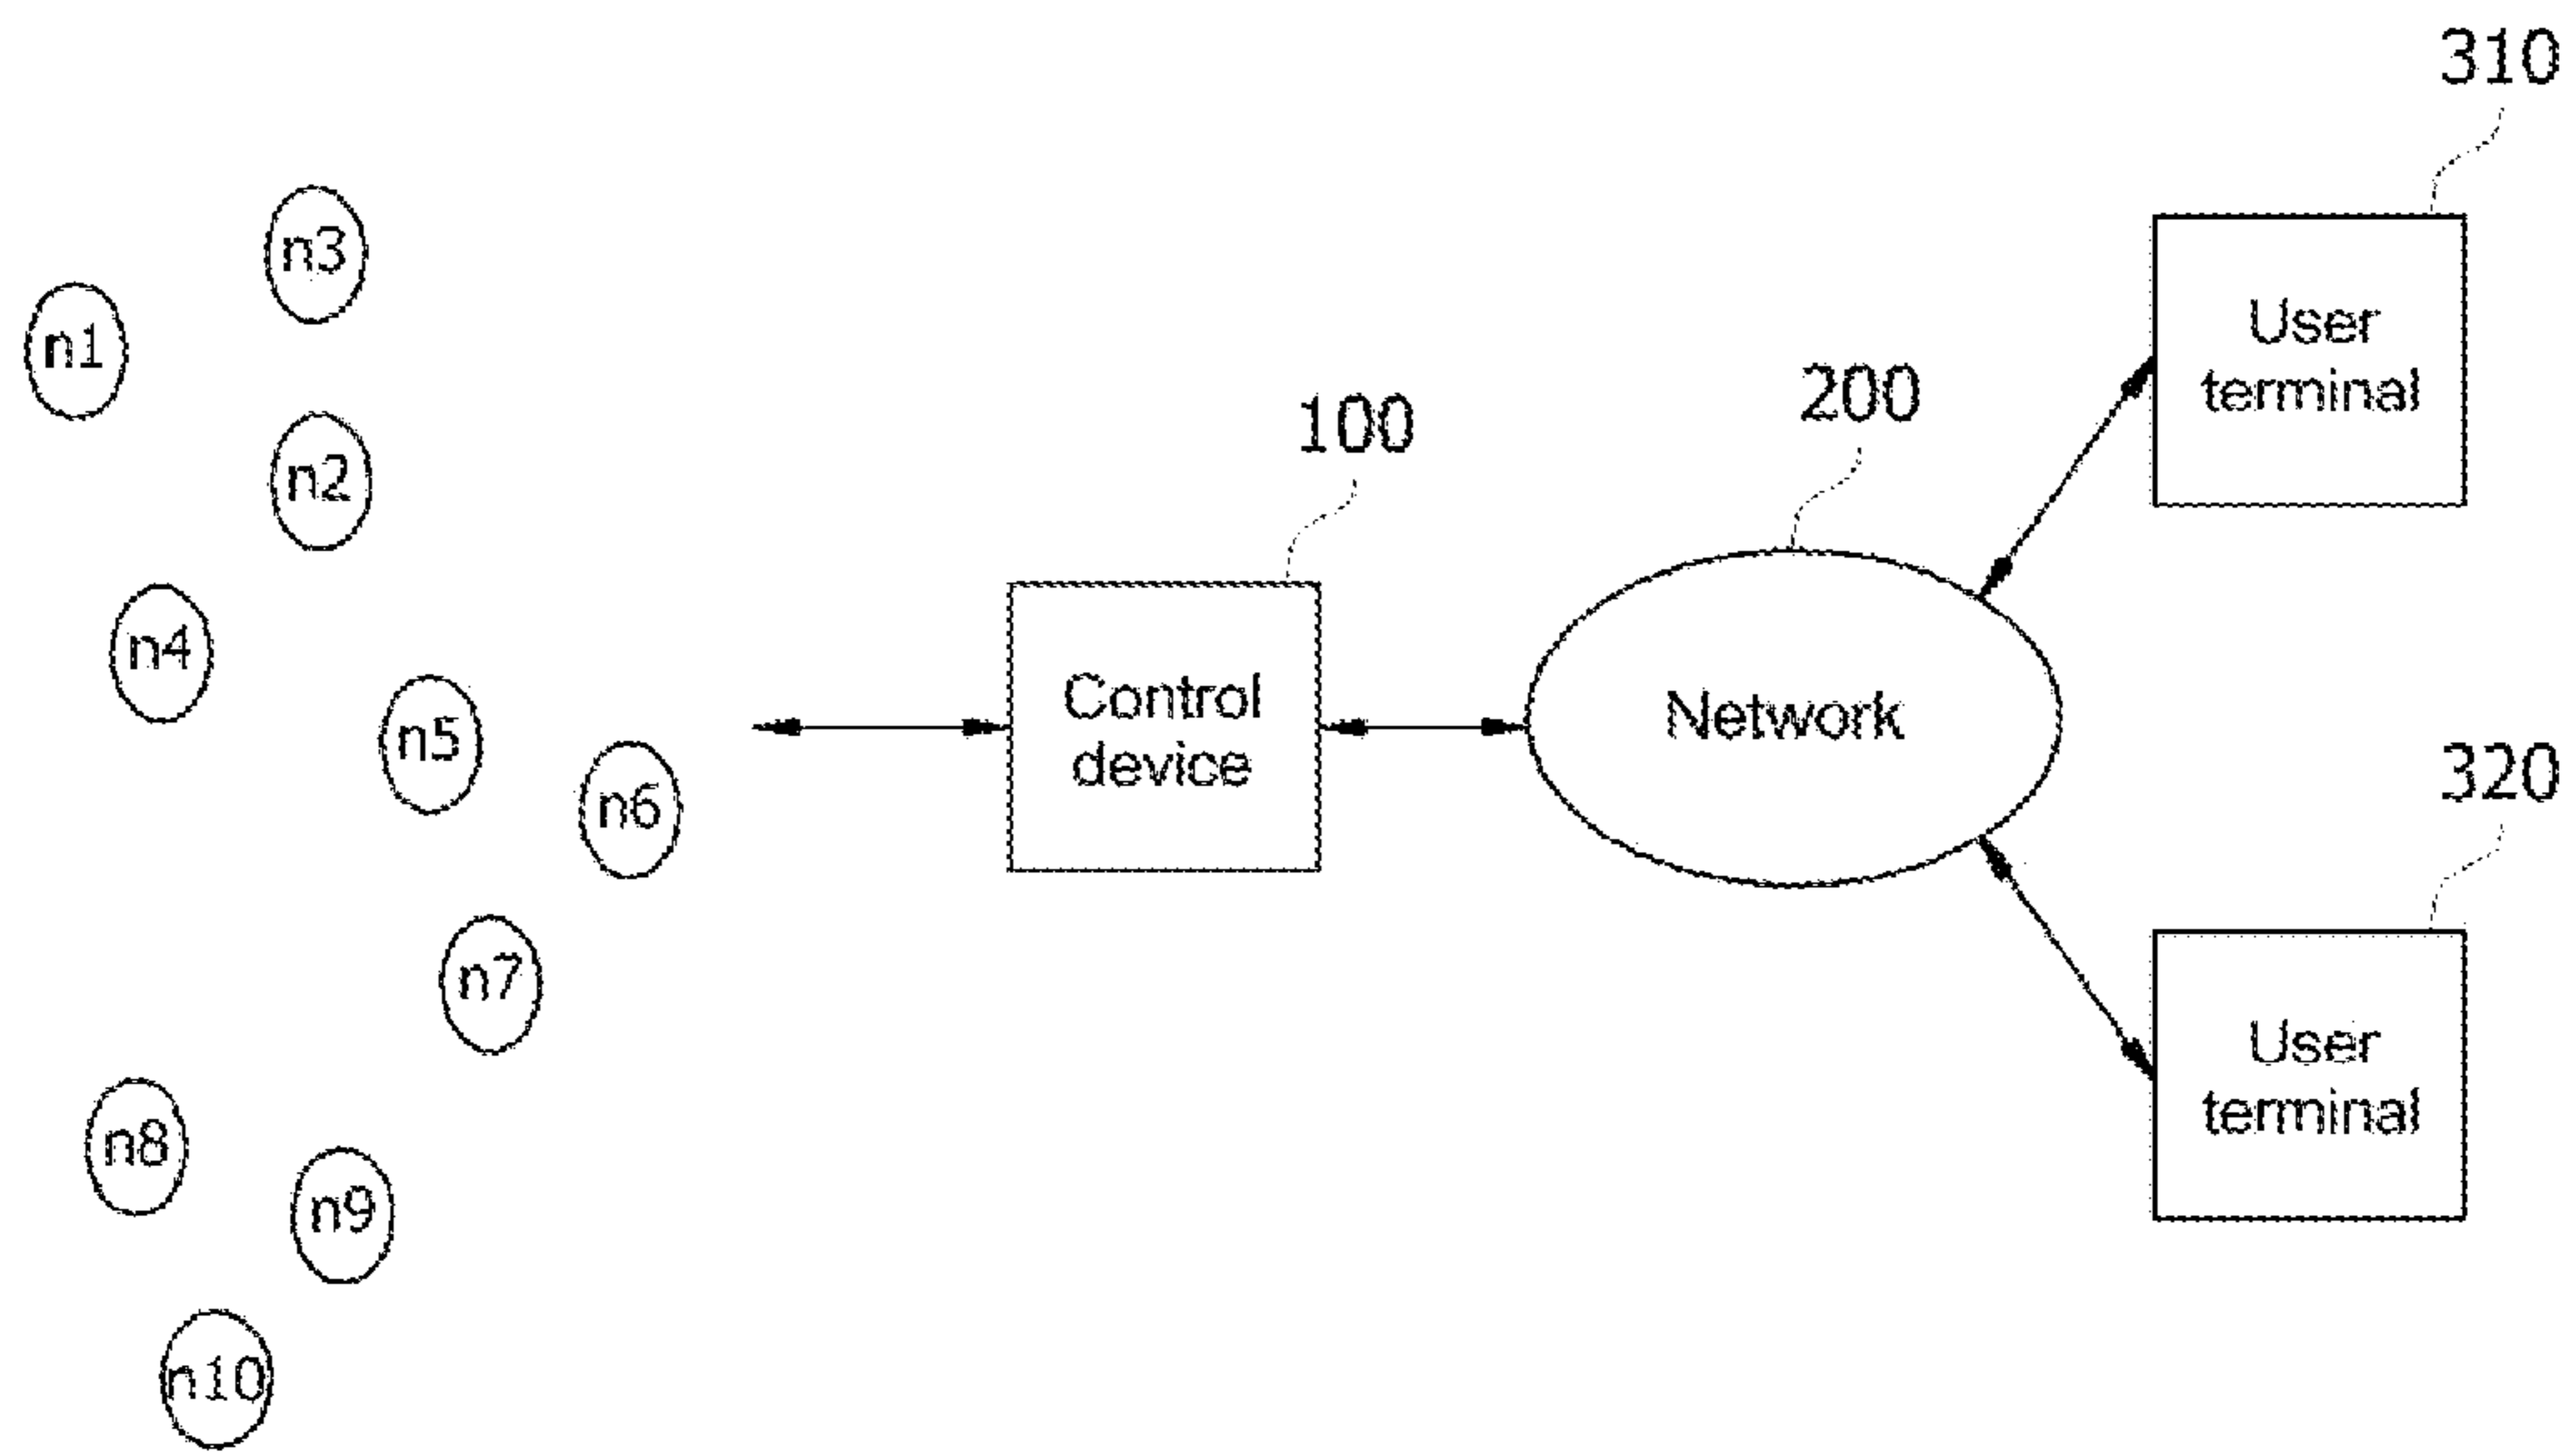 310
n3
User
terminal
n1
200
100
n2
n4
Control
device
Network
n5
n6
320
n7
User
terminal
n8
n9
n10